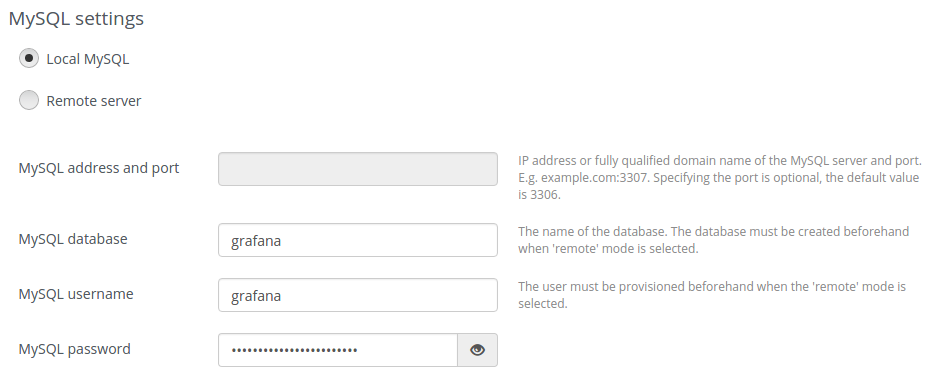 MySQL settings
Local MySQL
Remote server
MySQL address and port
IP address or fully qualified domain name of the MySQL server and port.
E.g. example.com:3307. Specifying the port is optional, the default value
is 3306.
MySQL database
grafana
The name of the database. The database must be created beforehand
when 'remote' mode is selected.
MySQL username
grafana
The user must be provisioned beforehand when the 'remote' mode is
selected.
MySQL password
••••••••••••••••••••••••